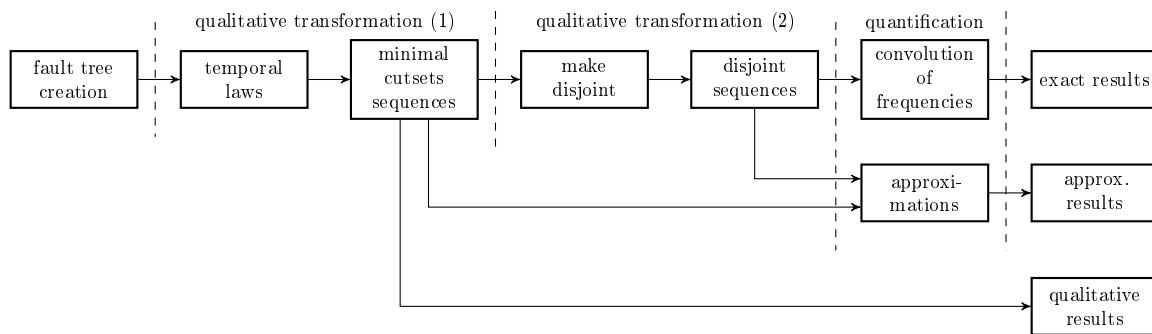 qualitative transformation (1)
qualitative transformation (2)
quantification
fault tree
creation
temporal
laws
minimal
cutsets
sequences
make
disjoint
disjoint
sequences
convolution
of
frequencies
exact results
approxi-
mations
approx.
results
qualitative
results